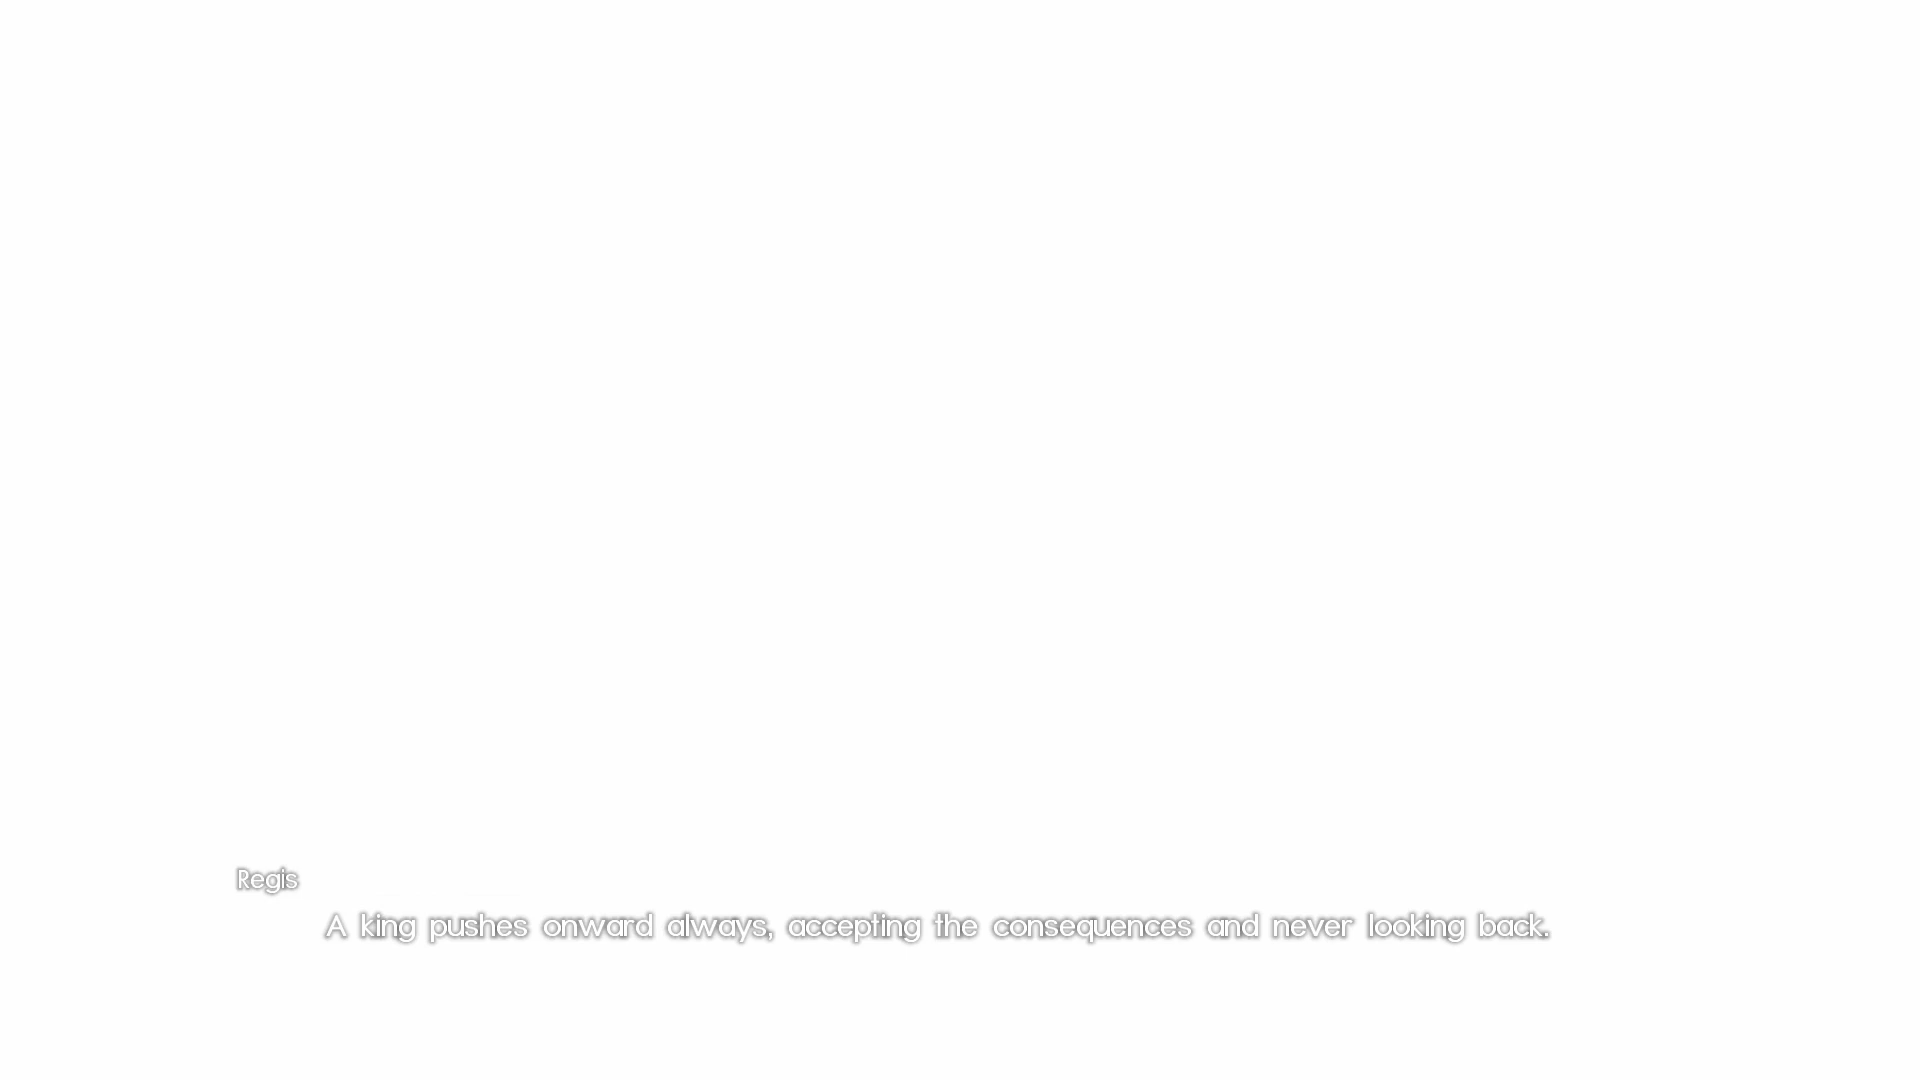 Regis
A king pushes onward always, accepting the consequences and never looking back.